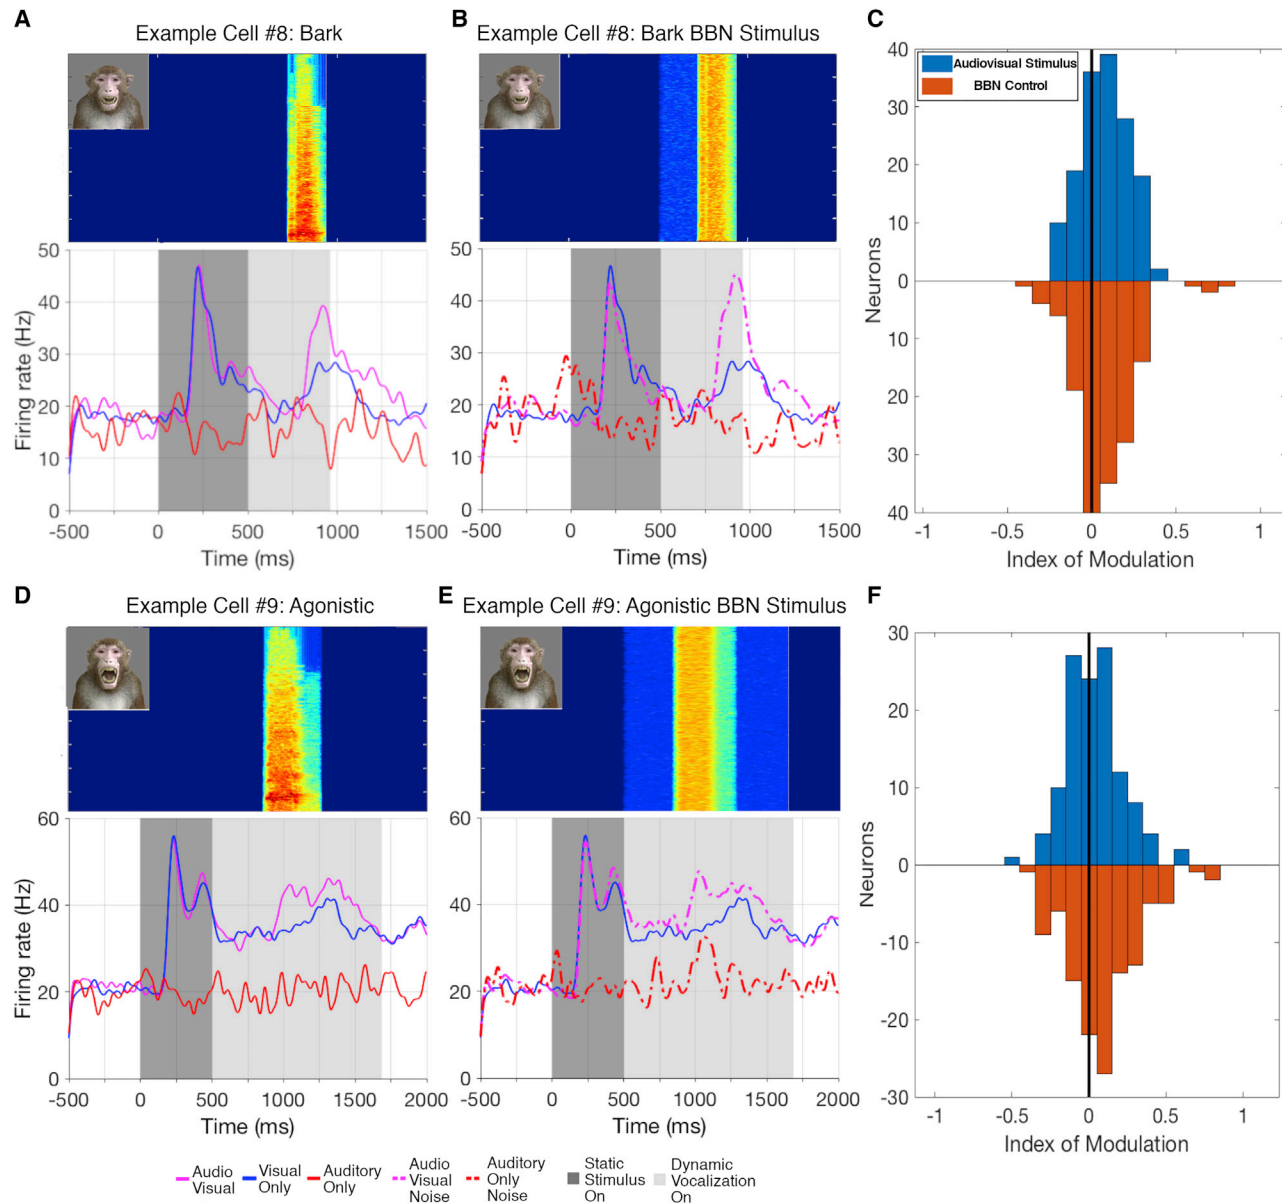 A
Example Cell #8: Bark
B
Example Cell #8: Bark BBN Stimulus
C
50
40
30
20
10
0
Firing rate (Hz)
-500 0 500 1000 1500
Time (ms)
50
40
30
20
10
0
-500 0 500 1000 1500
Time (ms)
Audiovisual Stimulus
BBN Control
40
30
20
10
0
10
20
30
40
Neurons
-1 -0.5 0 0.5 1
Index of Modulation
D
Example Cell #9: Agonistic
E
Example Cell #9: Agonistic BBN Stimulus
F
60
40
20
0
Firing rate (Hz)
-500 0 500 1000 1500 2000
Time (ms)
60
40
20
0
-500 0 500 1000 1500 2000
Time (ms)
30
20
10
0
-10
-20
-30
Neurons
-1 -0.5 0 0.5 1
Index of Modulation
Audio
Visual
Visual
Only
Auditory
Only
Audio
Visual
Noise
Auditory
Only
Noise
Static
Stimulus
On
Dynamic
Vocalization
On